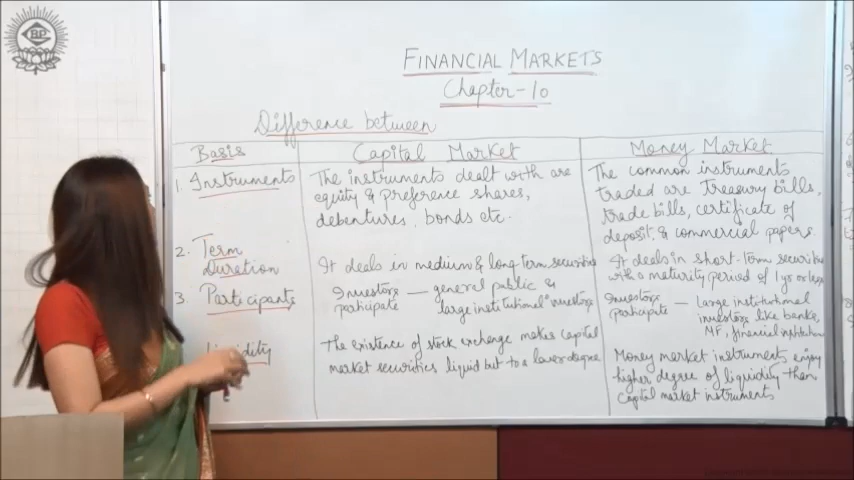 FINANCIAL MARKETS
Chapter-10
Difference between
Basis
Capital Market
Money Market
1. Instruments
The instruments dealt with are
equity & preference shares,
debentures, bonds etc.
The common instruments
traded are treasury bills,
trade bills, certificate of
deposit, & commercial papers.
2. Term
Duration
It deals in medium & long-term securities
It deals in short-term securities
with a maturity period of 1 yr or less
3. Participants
Investors — general public &
participate large institutional investors
Investors — Large institutional
participate investors like banks,
MF, financial institutions
Liquidity
The existence of stock exchange makes capital
market securities liquid but to a lower degree
Money market instruments enjoy
higher degree of liquidity than
capital market instruments